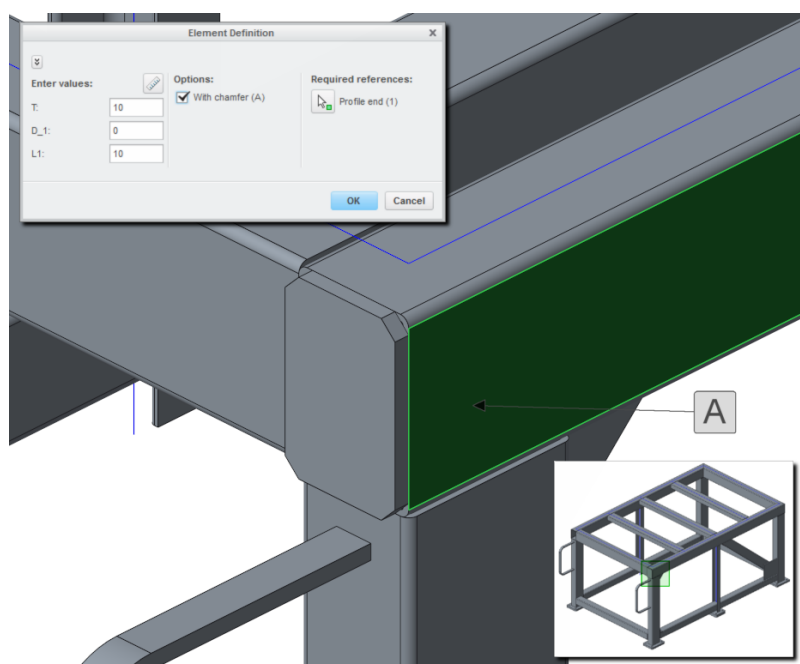 Element Definition
Enter values:
Options:
Required references:
T:
10
With chamfer (A)
Profile end (1)
D_1:
0
L1:
10
OK
Cancel
A